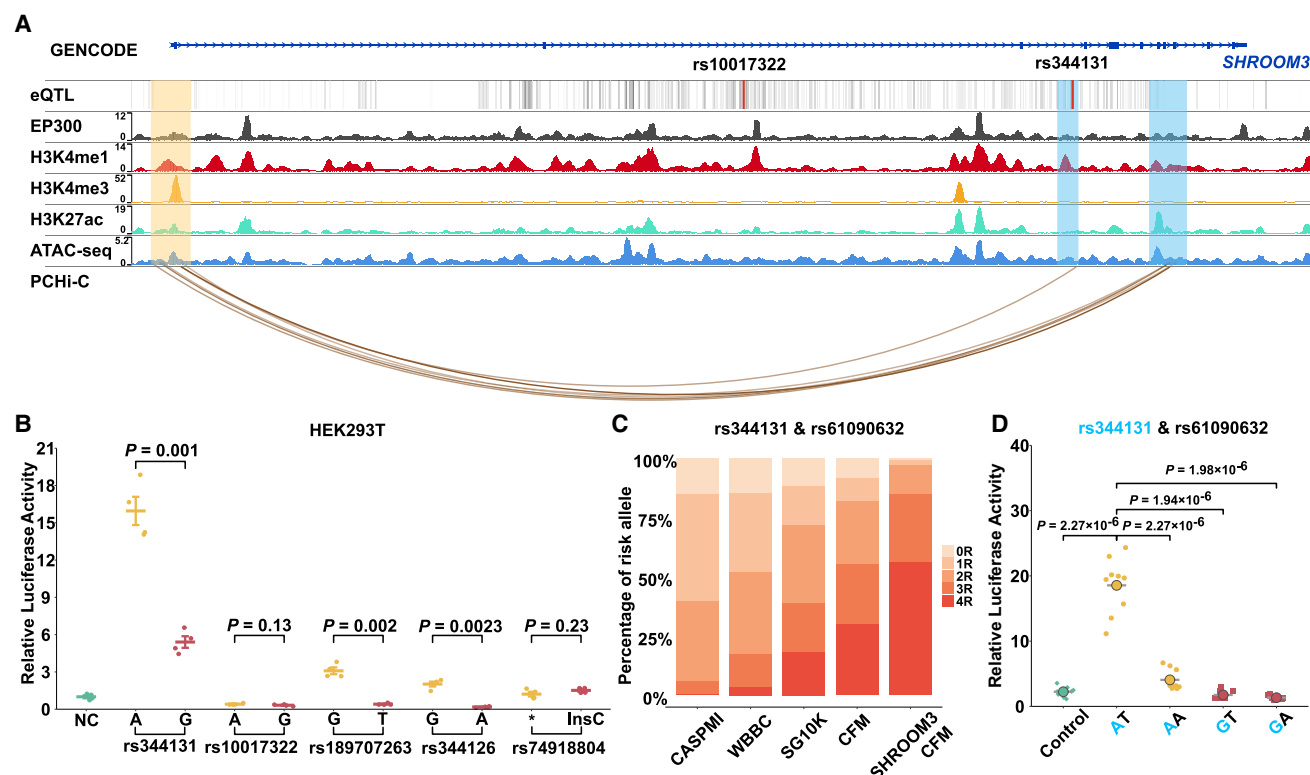 A
GENCODE
rs10017322
rs344131
SHROOM3
eQTL
EP300
12
0
H3K4me1
14
0
H3K4me3
52
0
H3K27ac
19
0
ATAC-seq
5.2
0
PCHi-C
B
HEK293T
Relative Luciferase Activity
21
18
15
12
9
6
3
0
P = 0.001
P = 0.13
P = 0.002
P = 0.0023
P = 0.23
NC
A
G
A
G
G
T
G
A
*
InsC
rs344131
rs10017322
rs189707263
rs344126
rs74918804
C
rs344131 & rs61090632
Percentage of risk allele
100%
75%
50%
25%
0%
0R
1R
2R
3R
4R
CASPMI
WBBC
SG10K
CFM
SHROOM3
CFM
D
rs344131 & rs61090632
Relative Luciferase Activity
40
30
20
10
0
P = 1.98×10-6
P = 1.94×10-6
P = 2.27×10-6
P = 2.27×10-6
Control
AT
AA
GT
GA